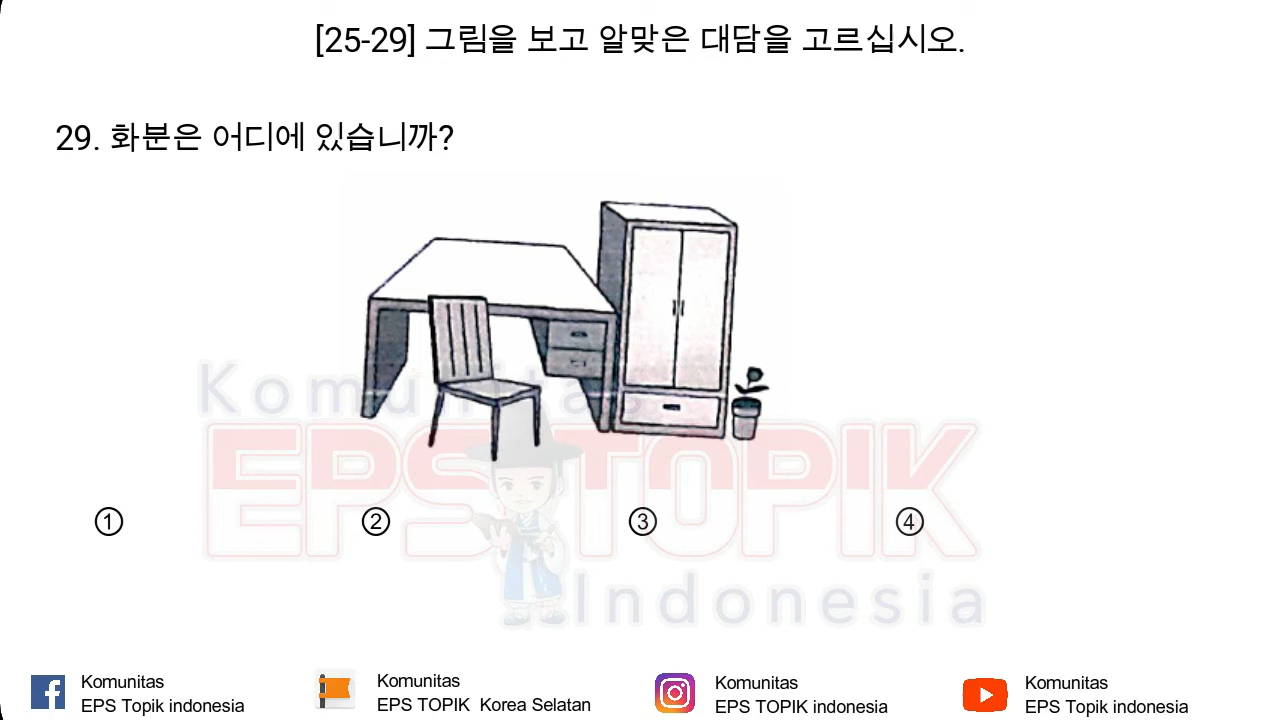 [25-29] 그림을 보고 알맞은 대담을 고르십시오.
29. 화분은 어디에 있습니까?
Komunitas
EPS TOPIK
Indonesia
① ② ③ ④
Komunitas
EPS Topik indonesia
Komunitas
EPS TOPIK Korea Selatan
Komunitas
EPS TOPIK indonesia
Komunitas
EPS Topik indonesia